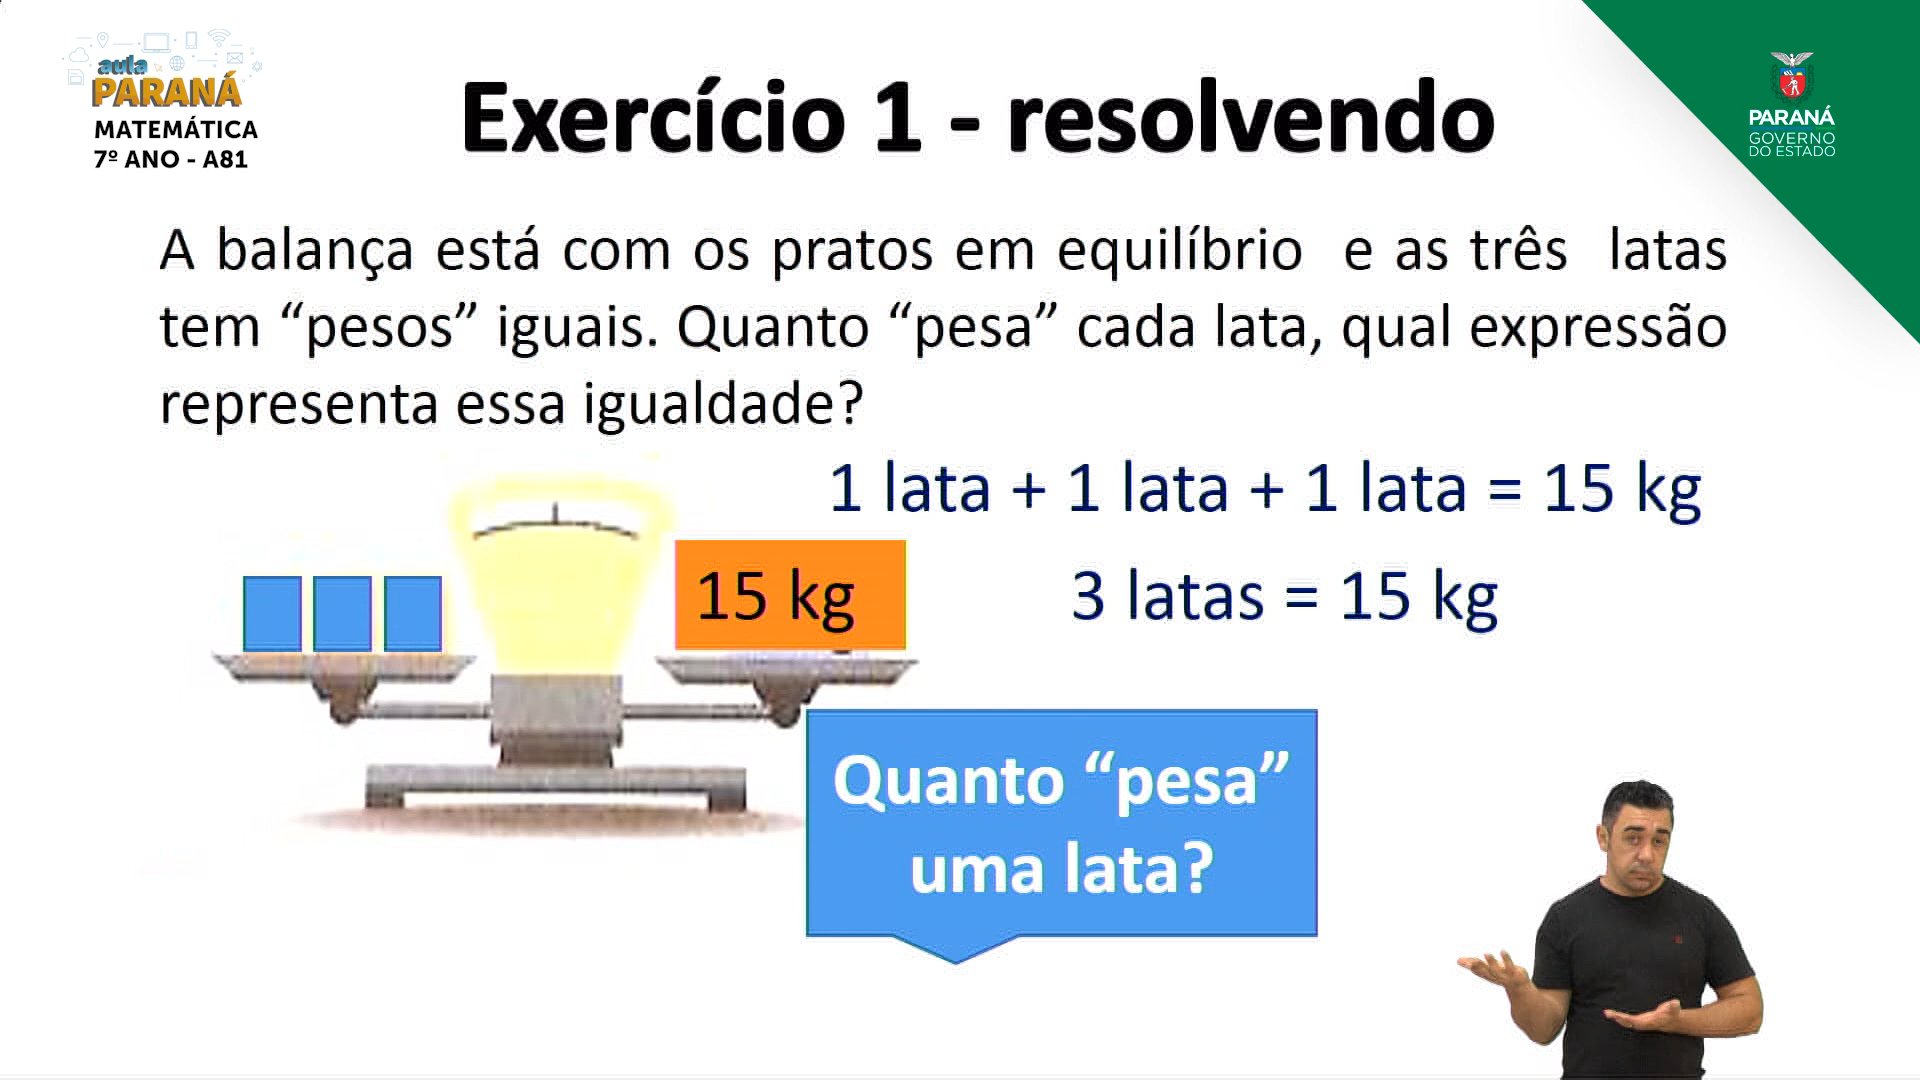 aula
PARANÁ
MATEMÁTICA
7º ANO - A81
Exercício 1 - resolvendo
PARANÁ
GOVERNO
DO ESTADO
A balança está com os pratos em equilíbrio e as três latas
tem “pesos” iguais. Quanto “pesa” cada lata, qual expressão
representa essa igualdade?
1 lata + 1 lata + 1 lata = 15 kg
15 kg
3 latas = 15 kg
Quanto “pesa”
uma lata?